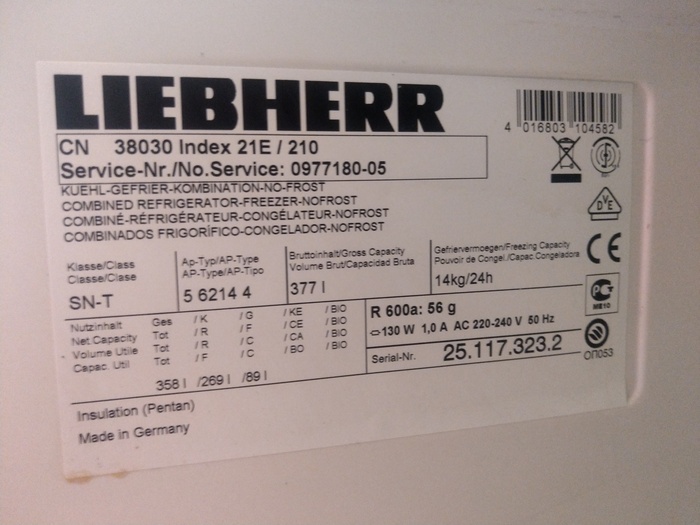 LIEBHERR
4 016803 104582
CN 38030 Index 21E / 210
Service-Nr./No.Service: 0977180-05
KUEHL-GEFRIER-KOMBINATION-NO-FROST
COMBINED REFRIGERATOR-FREEZER-NOFROST
COMBINÉ-RÉFRIGÉRATEUR-CONGÉLATEUR-NOFROST
COMBINADOS FRIGORÍFICO-CONGELADOR-NOFROST
DVE
CE
Klasse/Class
Classe/Clase
SN-T
Ap-Typ/AP-Type
AP-Type/AP-Tipo
5 6214 4
Bruttoinhalt/Gross Capacity
Volume Brut/Capacidad Bruta
377 l
Gefriervermoegen/Freezing Capacity
Pouvoir de Congel./Capac.Congeladora
14kg/24h
Nutzinhalt Ges /K /G /KE /BIO
Net.Capacity Tot /R /F /CE /BIO
Volume Utile Tot /R /C /CA /BIO
Capac. Util Tot /F /C /BO /BIO
358 l /269 l /89 l
R 600a: 56 g
130 W 1,0 A AC 220-240 V 50 Hz
Serial-Nr. 25.117.323.2
ME10
ОП053
Insulation (Pentan)
Made in Germany